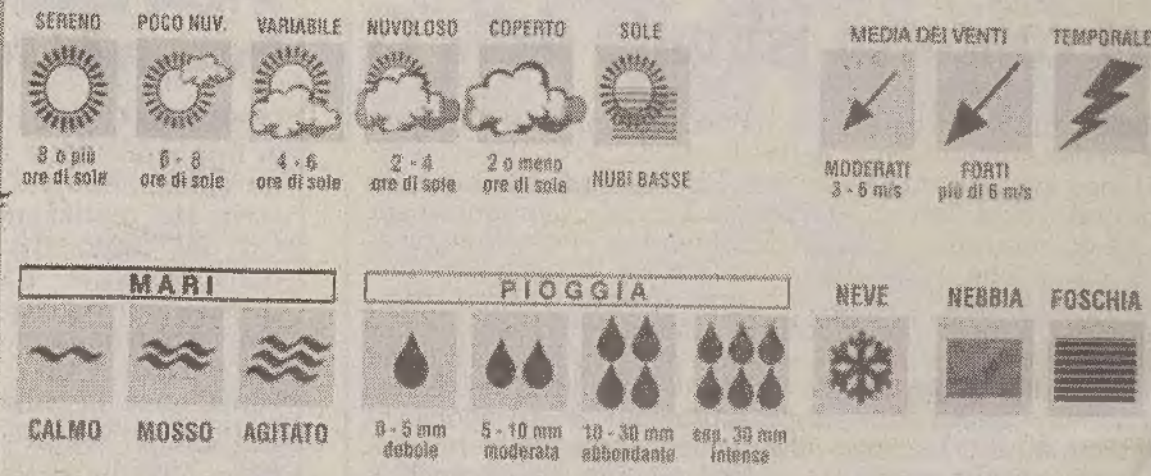 SERENO POCO NUV. VARIABILE NUVOLOSO COPERTO SOLE MEDIA DEI VENTI TEMPORALE
8 o più 6 - 8 4 - 6 2 - 4 2 o meno
ore di sole ore di sole ore di sole ore di sole ore di sole NUBI BASSE
MODERATI FORTI
3 - 6 m/s più di 6 m/s
MARI PIOGGIA NEVE NEBBIA FOSCHIA
CALMO MOSSO AGITATO
0 - 5 mm 5 - 10 mm 10 - 30 mm 30 mm
debole moderata abbondante intensa